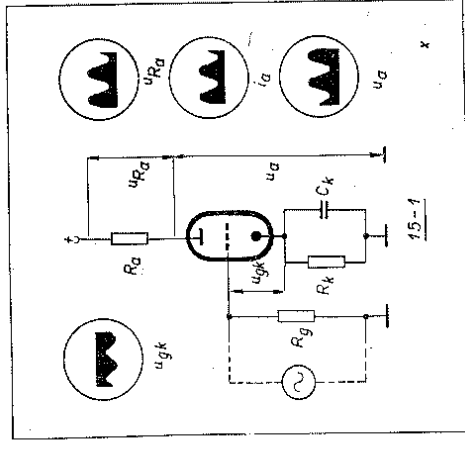 u_gk
+
R_a
u_Ra
u_Ra
i_a
u_a
u_a
u_gk
R_g
R_k
C_k
15-1
x